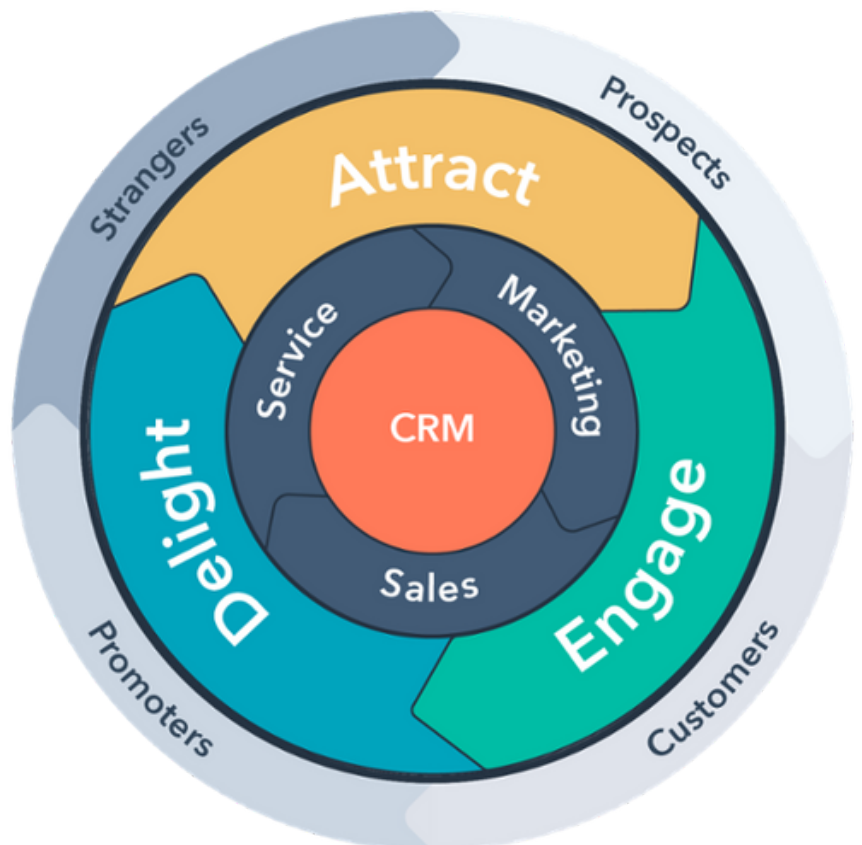 Strangers
Prospects
Attract
Service
Marketing
CRM
Delight
Engage
Sales
Promoters
Customers